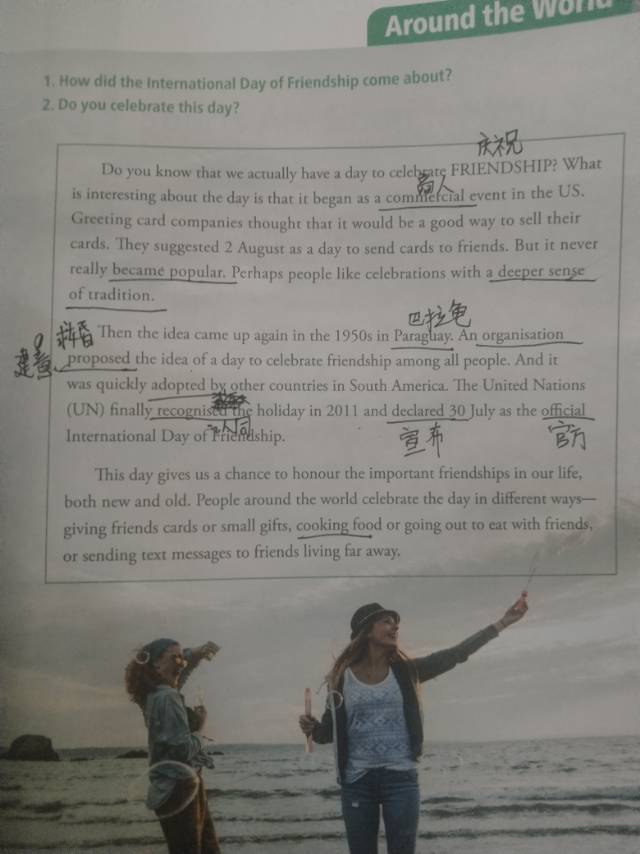 Around the World
1. How did the International Day of Friendship come about?
2. Do you celebrate this day?
庆祝
Do you know that we actually have a day to celebrate FRIENDSHIP? What
商人
is interesting about the day is that it began as a commercial event in the US.
Greeting card companies thought that it would be a good way to sell their
cards. They suggested 2 August as a day to send cards to friends. But it never
really became popular. Perhaps people like celebrations with a deeper sense
of tradition.
巴拉龟
求婚
Then the idea came up again in the 1950s in Paraguay. An organisation
建意
proposed the idea of a day to celebrate friendship among all people. And it
was quickly adopted by other countries in South America. The United Nations
(UN) finally recognised the holiday in 2011 and declared 30 July as the official
认同
宣布
官方
International Day of Friendship.
This day gives us a chance to honour the important friendships in our life,
both new and old. People around the world celebrate the day in different ways—
giving friends cards or small gifts, cooking food or going out to eat with friends,
or sending text messages to friends living far away.